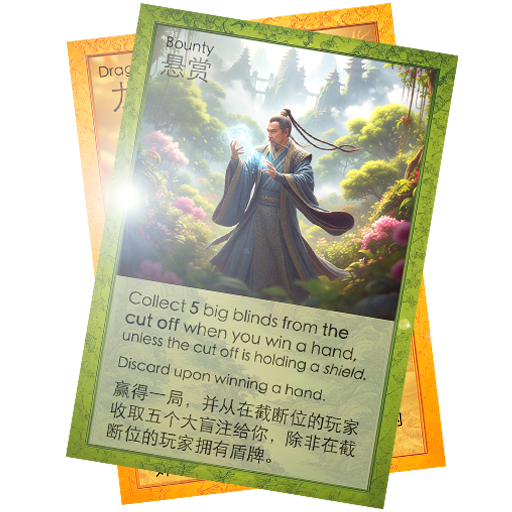 Bounty
悬赏
Collect 5 big blinds from the
cut off when you win a hand,
unless the cut off is holding a shield.
Discard upon winning a hand.
赢得一局，并从在截断位的玩家
收取五个大盲注给你，除非在截
断位的玩家拥有盾牌。
Drag